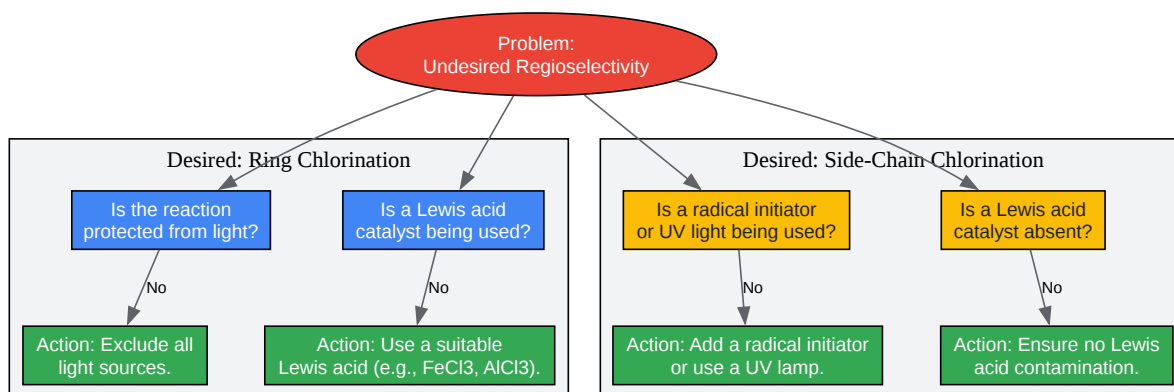 Problem:
Undesired Regioselectivity
Desired: Ring Chlorination
Desired: Side-Chain Chlorination
Is the reaction
protected from light?
Is a Lewis acid
catalyst being used?
Is a radical initiator
or UV light being used?
Is a Lewis acid
catalyst absent?
No
No
No
No
Action: Exclude all
light sources.
Action: Use a suitable
Lewis acid (e.g., FeCl3, AlCl3).
Action: Add a radical initiator
or use a UV lamp.
Action: Ensure no Lewis
acid contamination.